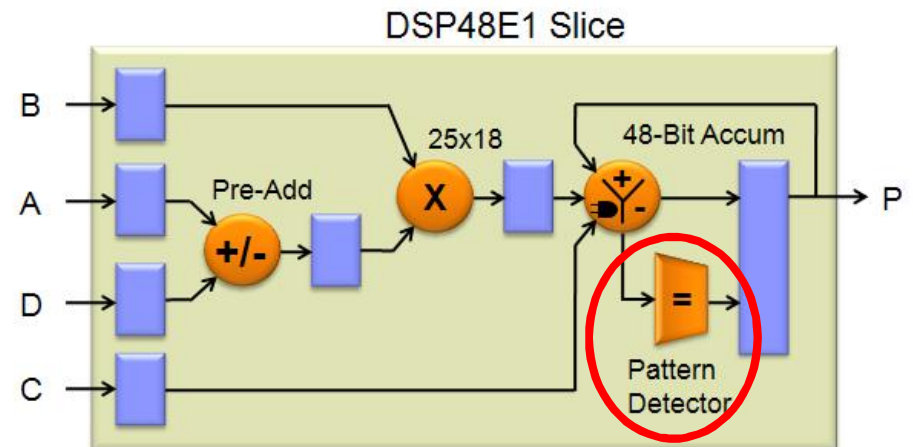 DSP48E1 Slice
B
25x18
48-Bit Accum
A
Pre-Add
X
+
-
P
+/-
D
=
C
Pattern
Detector